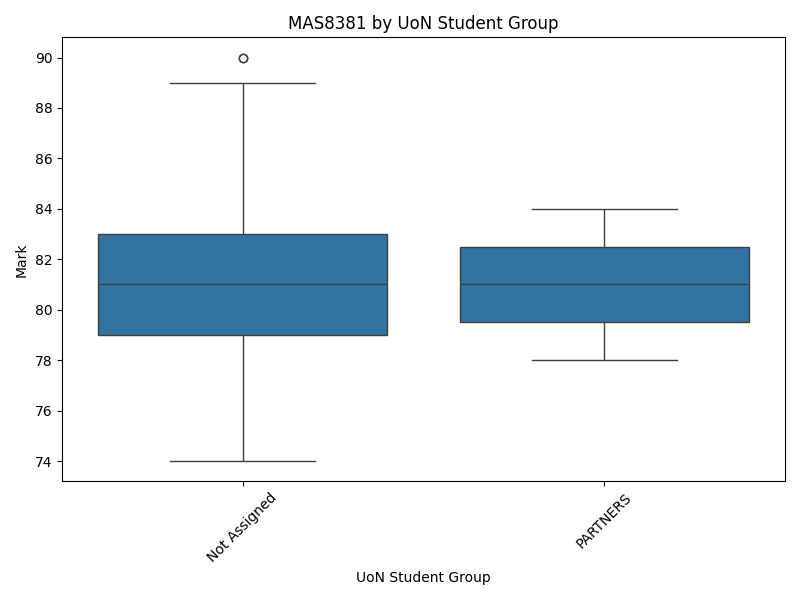 MAS8381 by UoN Student Group
Mark
90
88
86
84
82
80
78
76
74
Not Assigned
PARTNERS
UoN Student Group